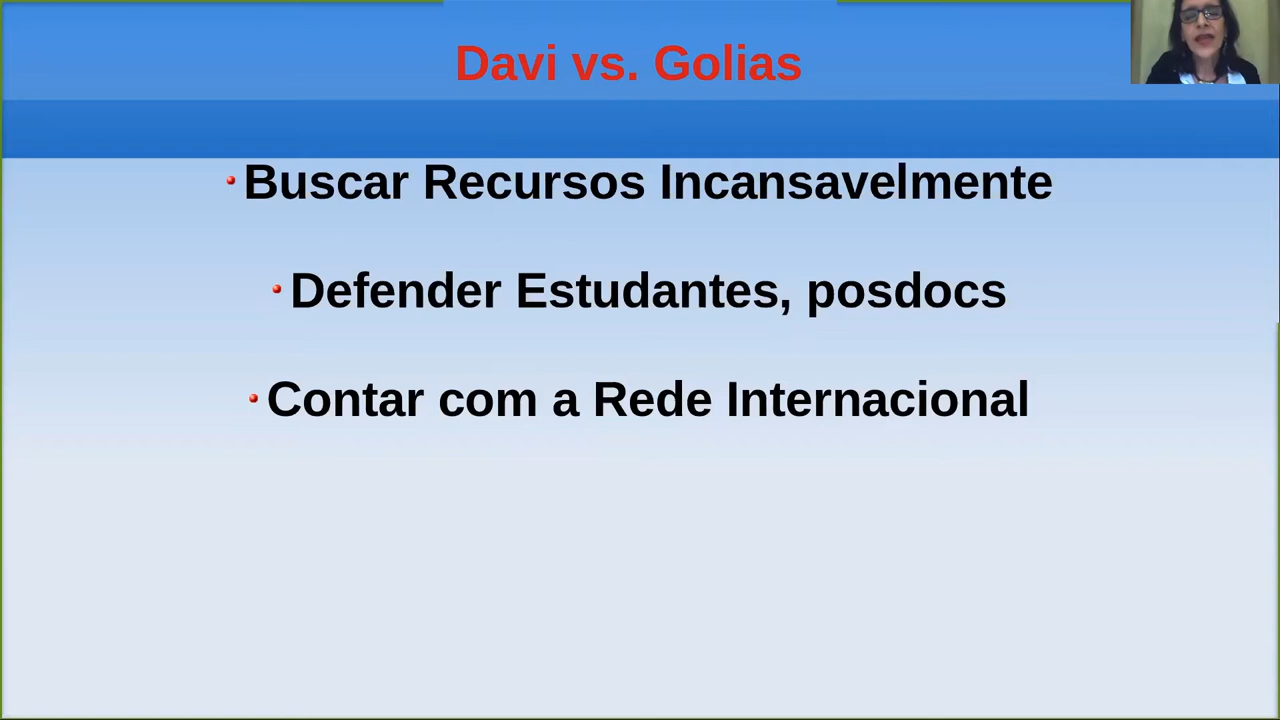 Davi vs. Golias
Buscar Recursos Incansavelmente
Defender Estudantes, posdocs
Contar com a Rede Internacional